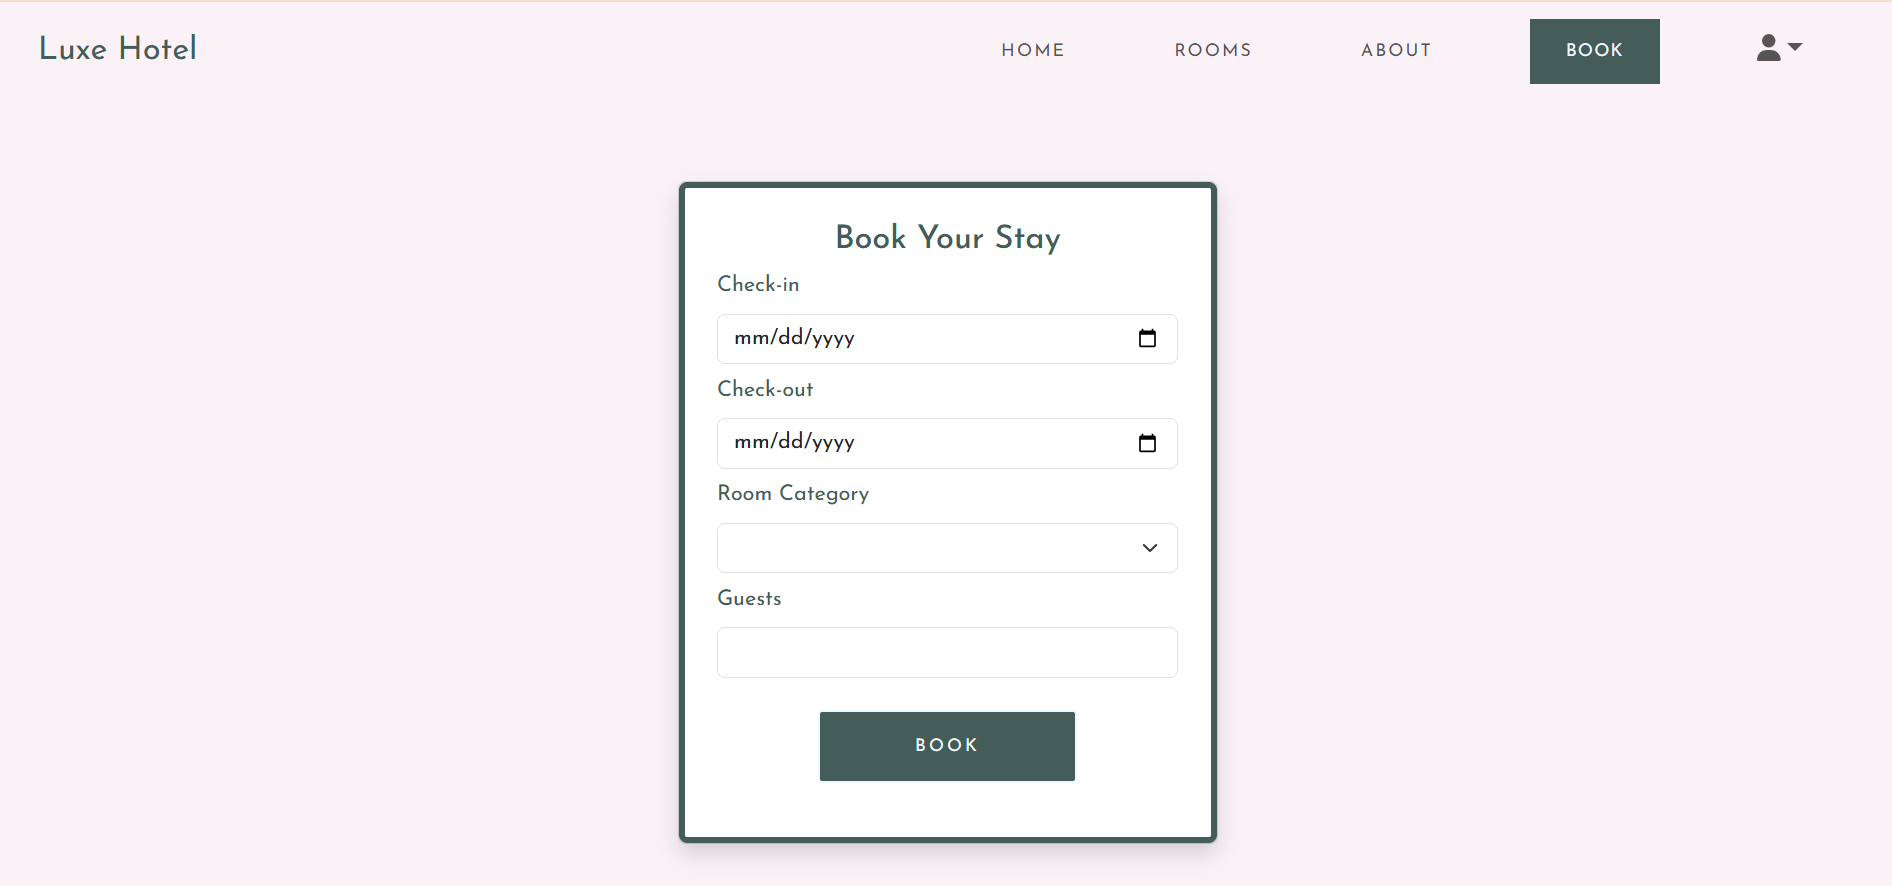 Luxe Hotel
HOME
ROOMS
ABOUT
BOOK
Book Your Stay
Check-in
mm/dd/yyyy
Check-out
mm/dd/yyyy
Room Category
Guests
BOOK